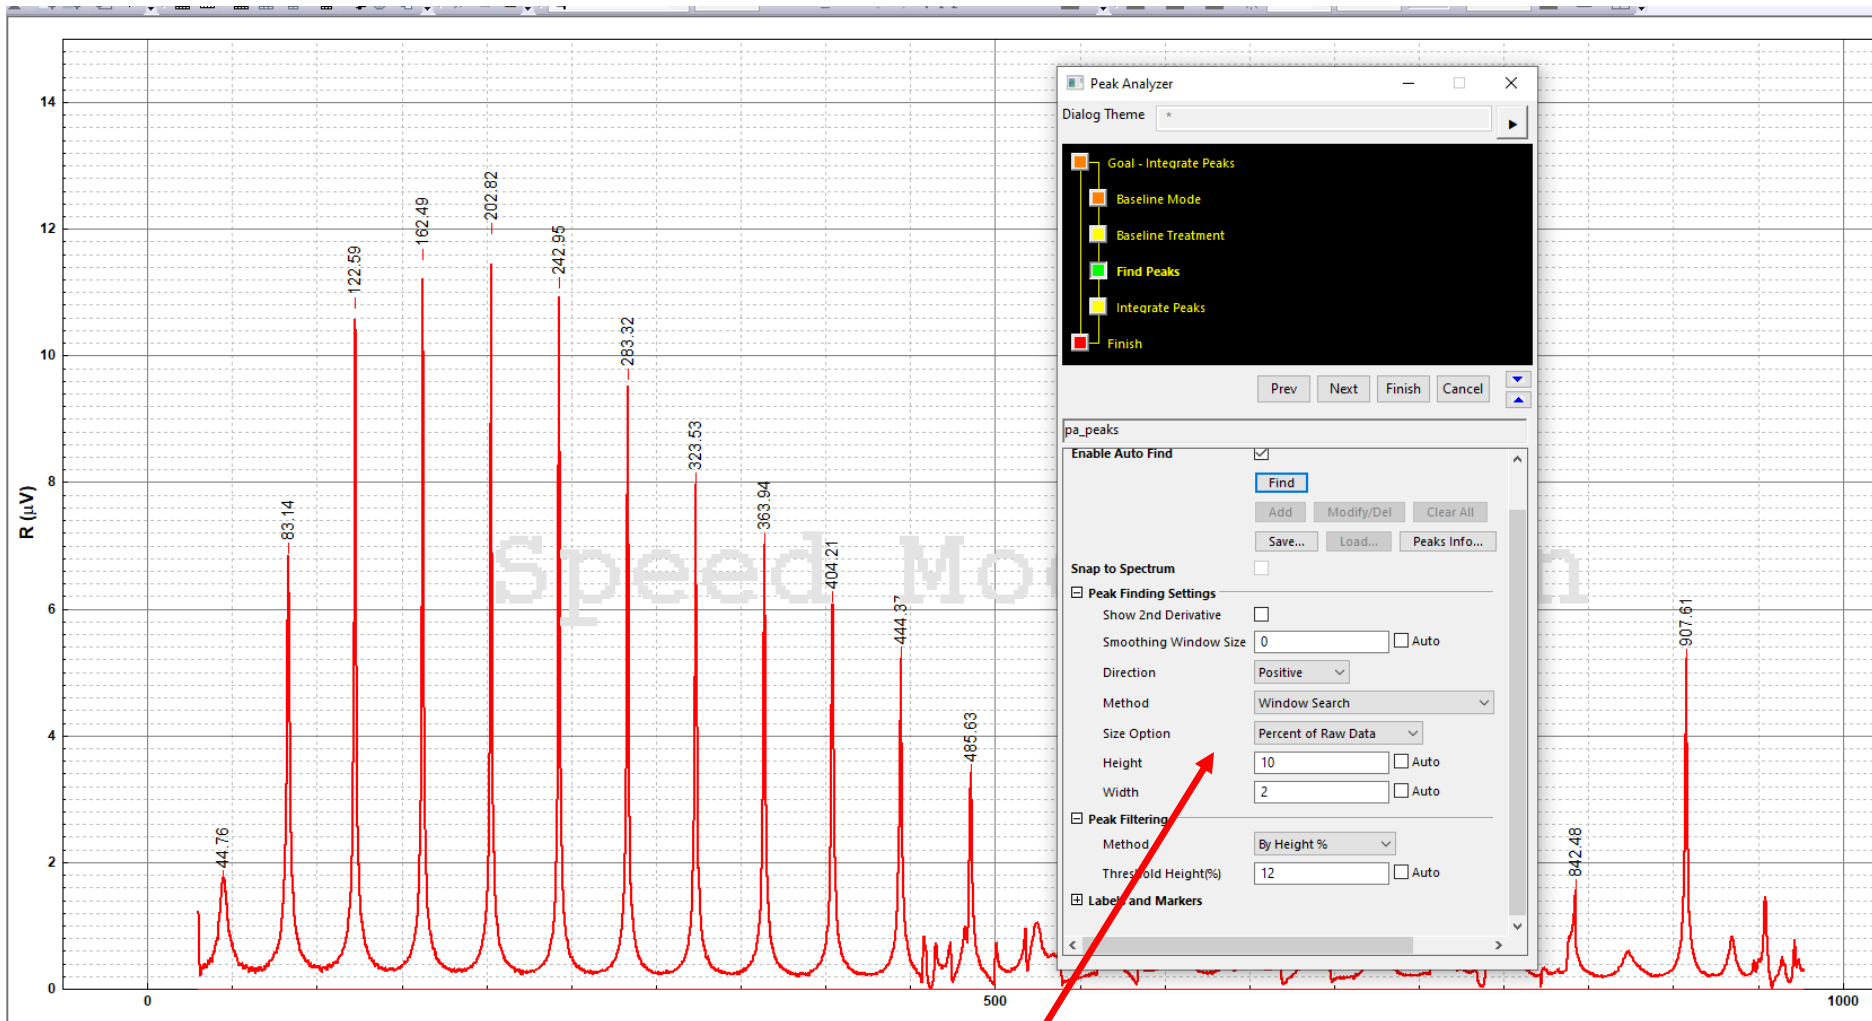 Peak Analyzer
Dialog Theme *
Goal - Integrate Peaks
Baseline Mode
Baseline Treatment
Find Peaks
Integrate Peaks
Finish
Prev Next Finish Cancel
pa_peaks
Enable Auto Find
Find
Add Modify/Del Clear All
Save... Load... Peaks Info...
Snap to Spectrum
Peak Finding Settings
Show 2nd Derivative
Smoothing Window Size 0 Auto
Direction Positive
Method Window Search
Size Option Percent of Raw Data
Height 10 Auto
Width 2 Auto
Peak Filtering
Method By Height %
Threshold Height(%) 12 Auto
Labels and Markers
R (μV)
14
12
10
8
6
4
2
0
0 500 1000
44.76
83.14
122.59
162.49
202.82
242.95
283.32
323.53
363.94
404.21
444.37
485.63
842.48
907.61
Speed Mo
n